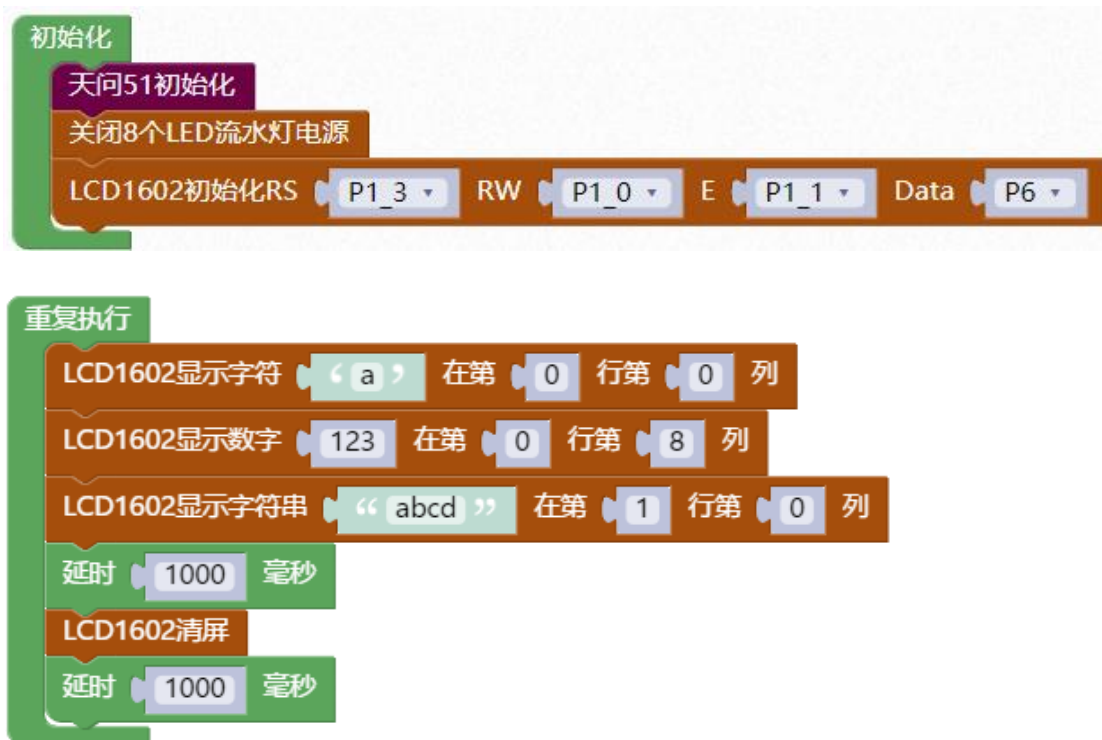 初始化
天问51初始化
关闭8个LED流水灯电源
LCD1602初始化RS P1_3 RW P1_0 E P1_1 Data P6
重复执行
LCD1602显示字符 ‘ a ’ 在第 0 行第 0 列
LCD1602显示数字 123 在第 0 行第 8 列
LCD1602显示字符串 “ abcd ” 在第 1 行第 0 列
延时 1000 毫秒
LCD1602清屏
延时 1000 毫秒